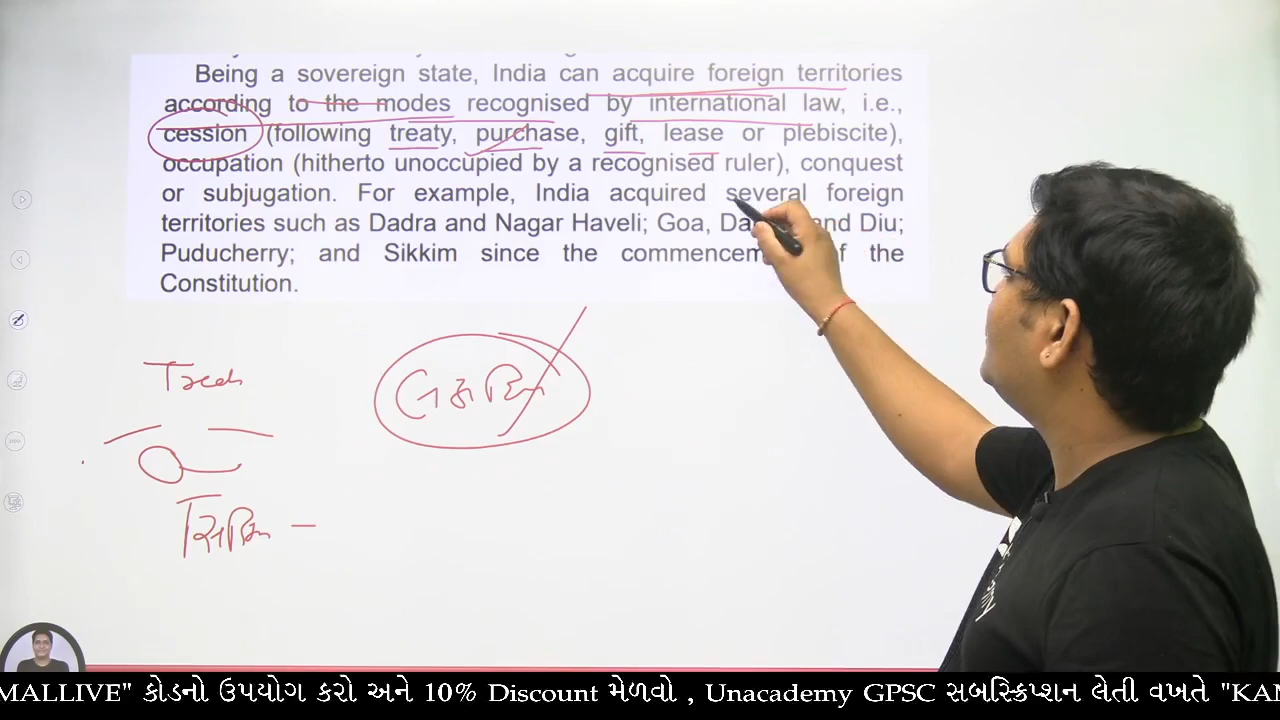 Being a sovereign state, India can acquire foreign territories
according to the modes recognised by international law, i.e.,
cession (following treaty, purchase, gift, lease or plebiscite),
occupation (hitherto unoccupied by a recognised ruler), conquest
or subjugation. For example, India acquired several foreign
territories such as Dadra and Nagar Haveli; Goa, Da and Diu;
Puducherry; and Sikkim since the commencem f the
Constitution.
MALLIVE" કોડનો ઉપયોગ કરો અને 10% Discount મેળવો , Unacademy GPSC સબસ્ક્રિપ્શન લેતી વખતે "KAN